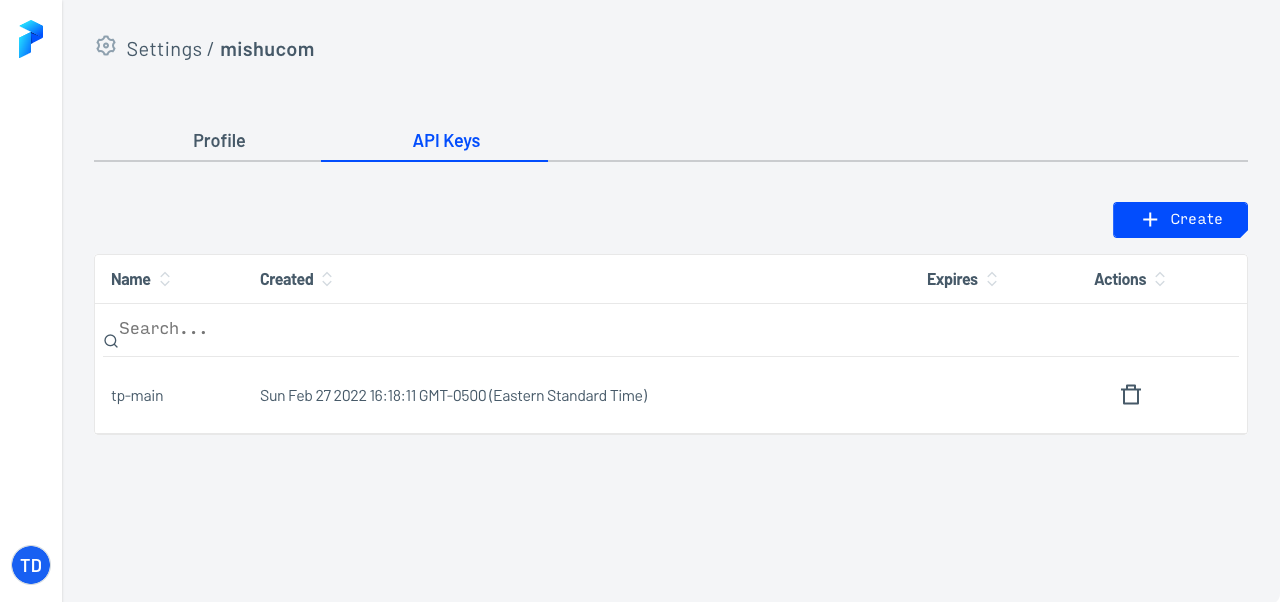 Settings / mishucom
Profile API Keys
Create
Name Created Expires Actions
Search...
tp-main Sun Feb 27 2022 16:18:11 GMT-0500 (Eastern Standard Time)
TD